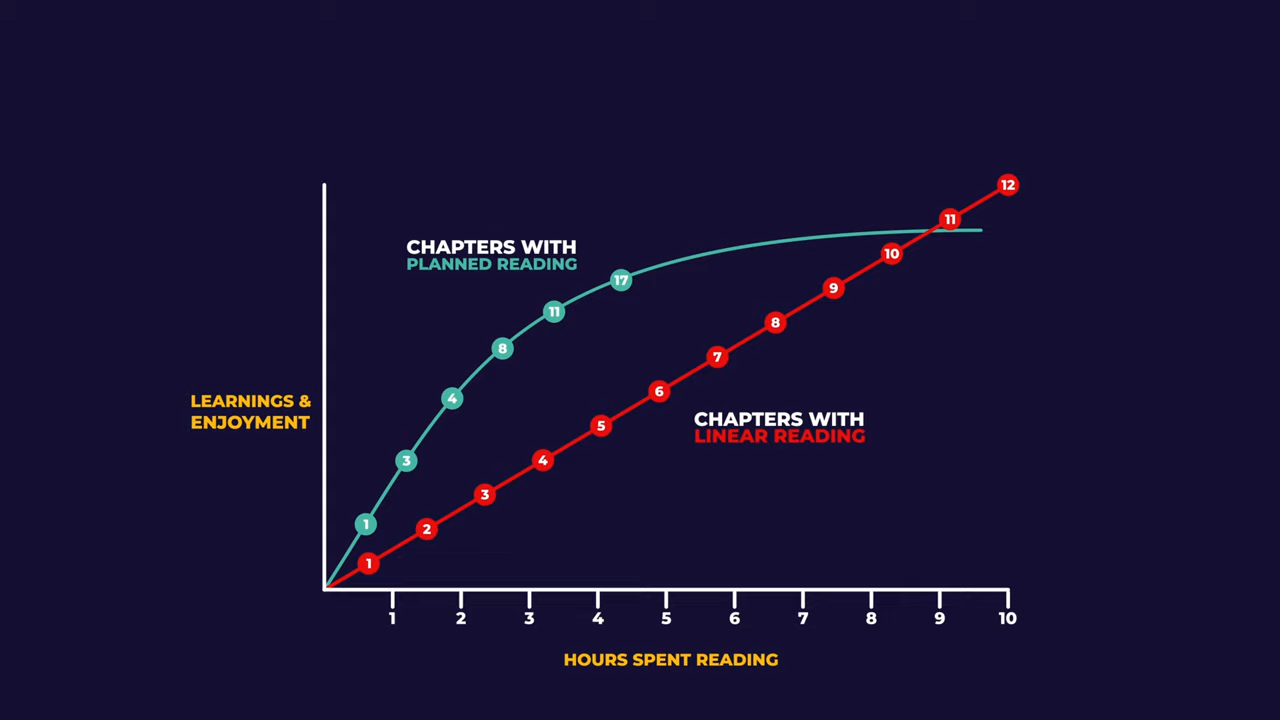 12
11
CHAPTERS WITH
PLANNED READING
10
17
9
11
8
8
7
4
6
LEARNINGS &
ENJOYMENT
CHAPTERS WITH
LINEAR READING
5
3
4
3
1
2
1
1 2 3 4 5 6 7 8 9 10
HOURS SPENT READING